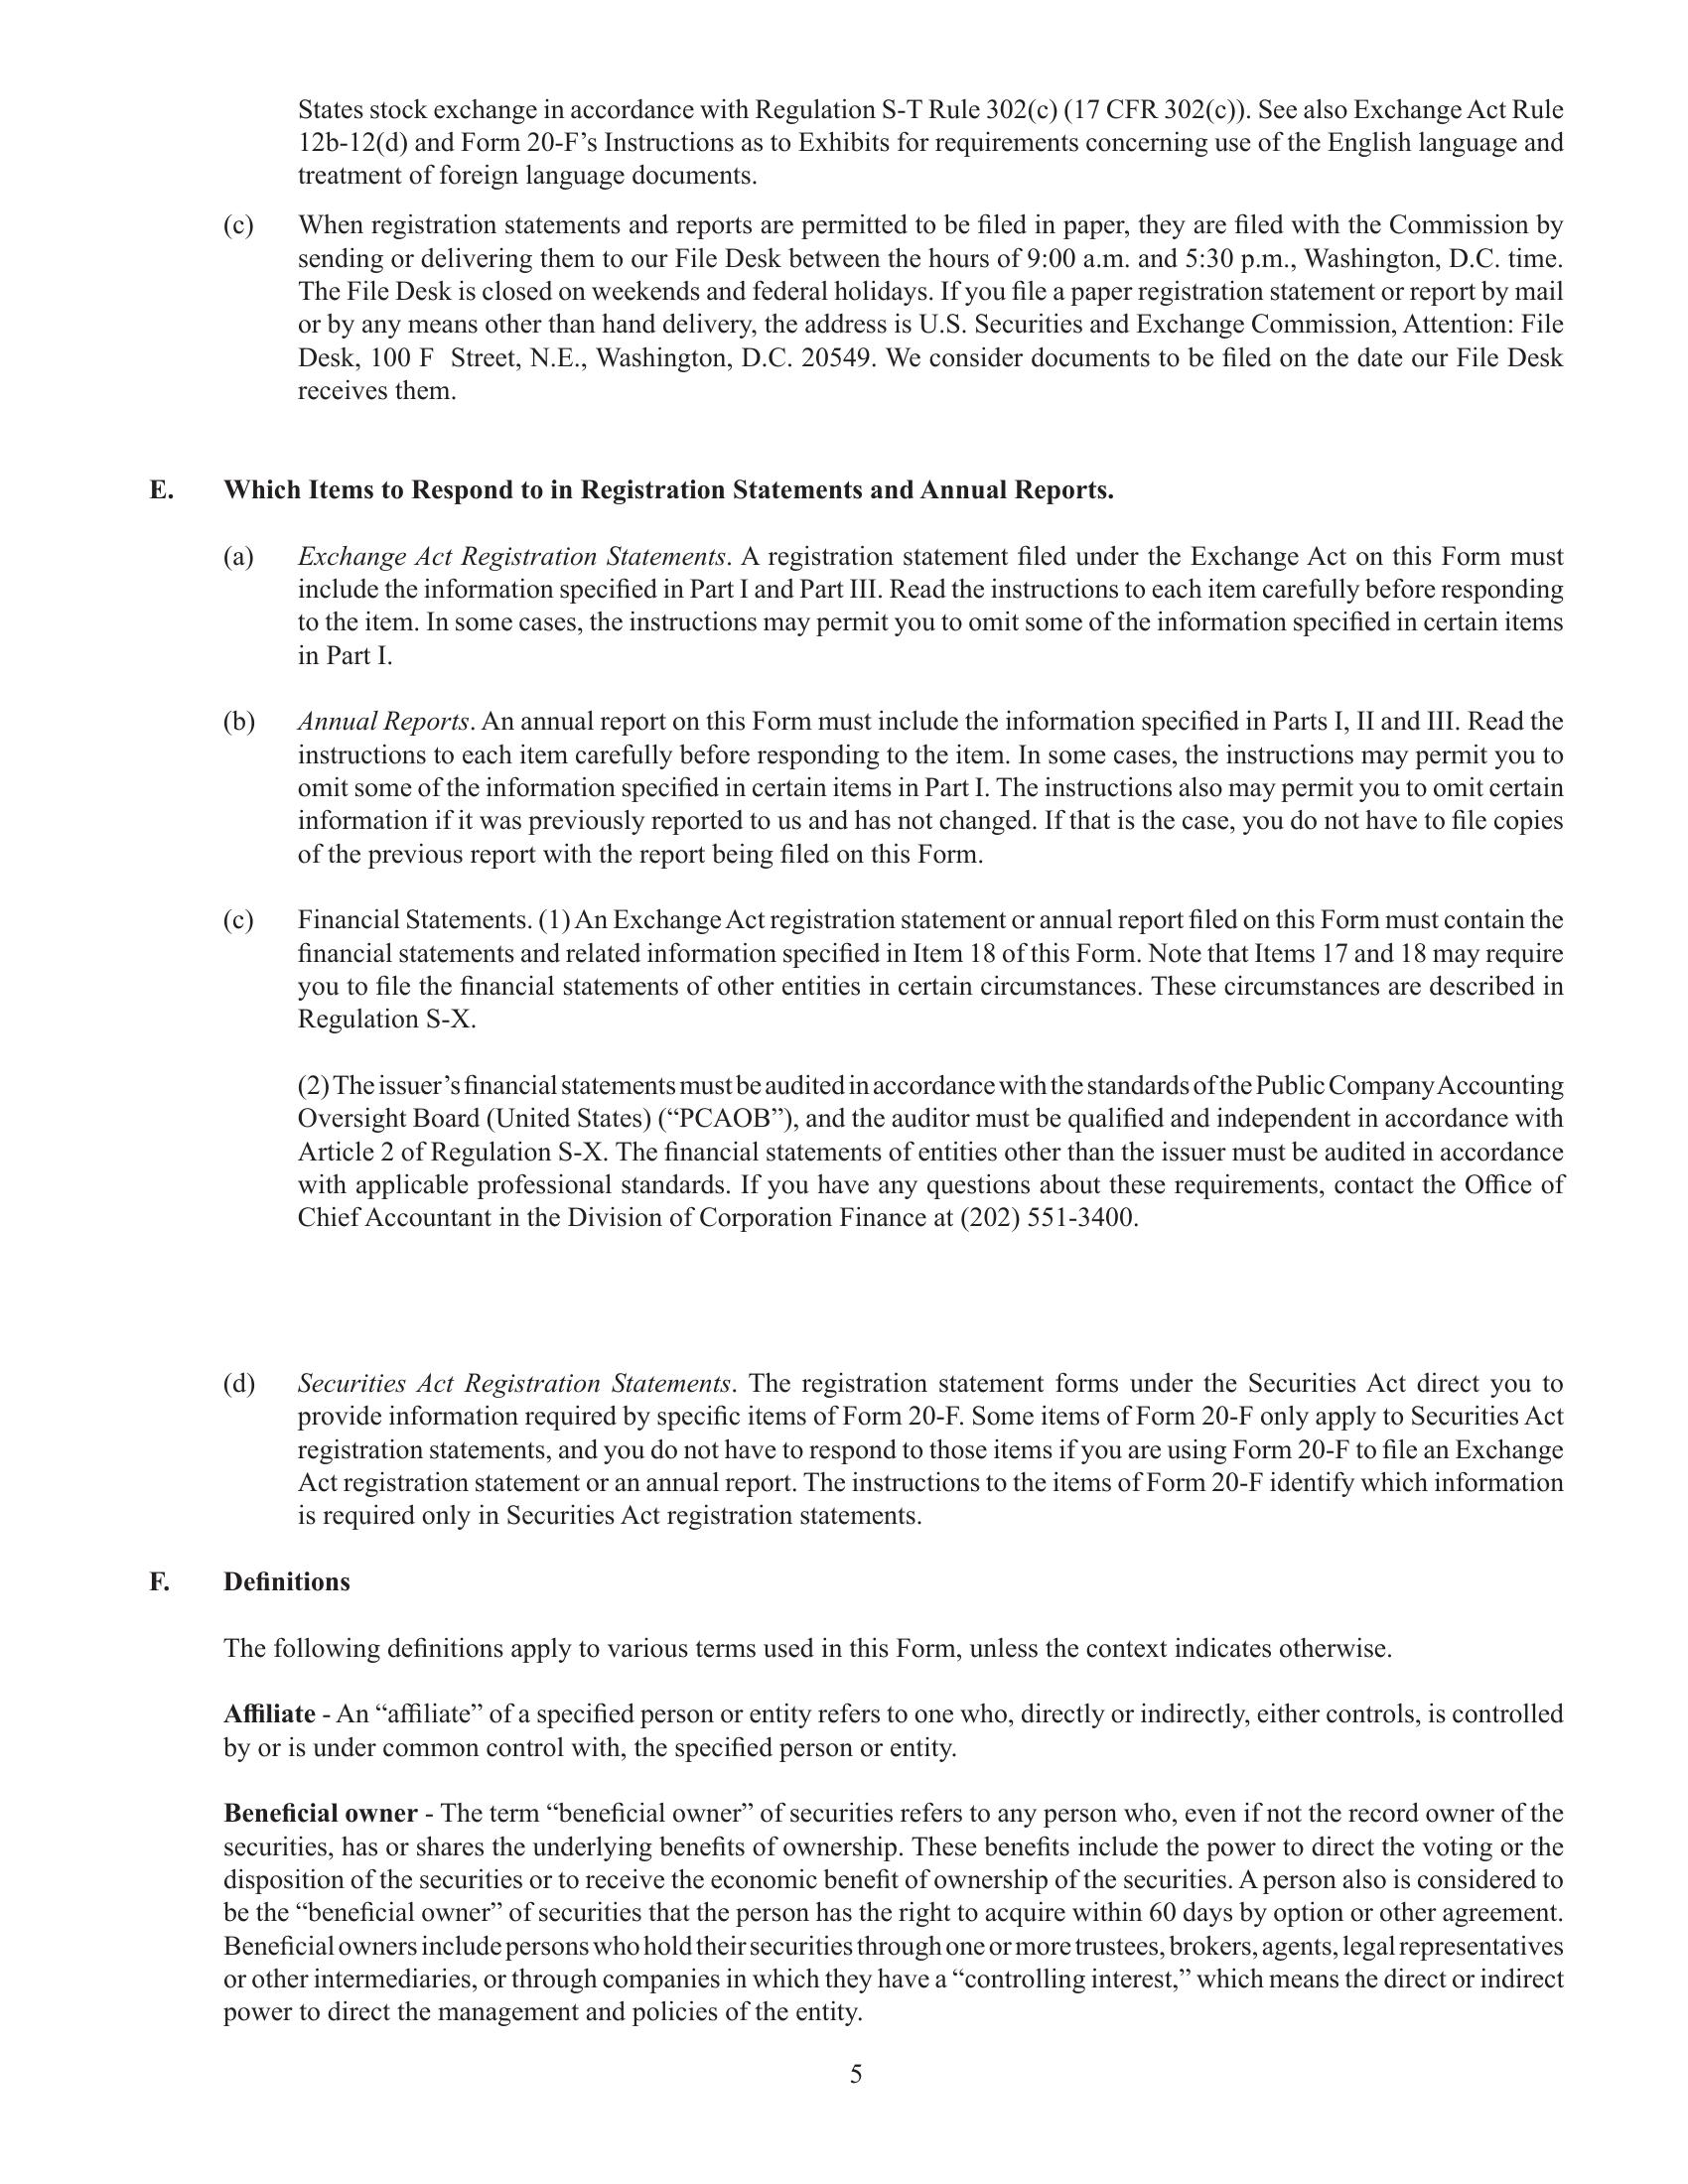 States stock exchange in accordance with Regulation S-T Rule 302(c) (17 CFR 302(c)). See also Exchange Act Rule
12b-12(d) and Form 20-F’s Instructions as to Exhibits for requirements concerning use of the English language and
treatment of foreign language documents.
(c) When registration statements and reports are permitted to be filed in paper, they are filed with the Commission by
sending or delivering them to our File Desk between the hours of 9:00 a.m. and 5:30 p.m., Washington, D.C. time.
The File Desk is closed on weekends and federal holidays. If you file a paper registration statement or report by mail
or by any means other than hand delivery, the address is U.S. Securities and Exchange Commission, Attention: File
Desk, 100 F Street, N.E., Washington, D.C. 20549. We consider documents to be filed on the date our File Desk
receives them.
E. Which Items to Respond to in Registration Statements and Annual Reports.
(a) Exchange Act Registration Statements. A registration statement filed under the Exchange Act on this Form must
include the information specified in Part I and Part III. Read the instructions to each item carefully before responding
to the item. In some cases, the instructions may permit you to omit some of the information specified in certain items
in Part I.
(b) Annual Reports. An annual report on this Form must include the information specified in Parts I, II and III. Read the
instructions to each item carefully before responding to the item. In some cases, the instructions may permit you to
omit some of the information specified in certain items in Part I. The instructions also may permit you to omit certain
information if it was previously reported to us and has not changed. If that is the case, you do not have to file copies
of the previous report with the report being filed on this Form.
(c) Financial Statements. (1) An Exchange Act registration statement or annual report filed on this Form must contain the
financial statements and related information specified in Item 18 of this Form. Note that Items 17 and 18 may require
you to file the financial statements of other entities in certain circumstances. These circumstances are described in
Regulation S-X.
(2) The issuer’s financial statements must be audited in accordance with the standards of the Public Company Accounting
Oversight Board (United States) (“PCAOB”), and the auditor must be qualified and independent in accordance with
Article 2 of Regulation S-X. The financial statements of entities other than the issuer must be audited in accordance
with applicable professional standards. If you have any questions about these requirements, contact the Office of
Chief Accountant in the Division of Corporation Finance at (202) 551-3400.
(d) Securities Act Registration Statements. The registration statement forms under the Securities Act direct you to
provide information required by specific items of Form 20-F. Some items of Form 20-F only apply to Securities Act
registration statements, and you do not have to respond to those items if you are using Form 20-F to file an Exchange
Act registration statement or an annual report. The instructions to the items of Form 20-F identify which information
is required only in Securities Act registration statements.
F. Definitions
The following definitions apply to various terms used in this Form, unless the context indicates otherwise.
Affiliate - An “affiliate” of a specified person or entity refers to one who, directly or indirectly, either controls, is controlled
by or is under common control with, the specified person or entity.
Beneficial owner - The term “beneficial owner” of securities refers to any person who, even if not the record owner of the
securities, has or shares the underlying benefits of ownership. These benefits include the power to direct the voting or the
disposition of the securities or to receive the economic benefit of ownership of the securities. A person also is considered to
be the “beneficial owner” of securities that the person has the right to acquire within 60 days by option or other agreement.
Beneficial owners include persons who hold their securities through one or more trustees, brokers, agents, legal representatives
or other intermediaries, or through companies in which they have a “controlling interest,” which means the direct or indirect
power to direct the management and policies of the entity.
5